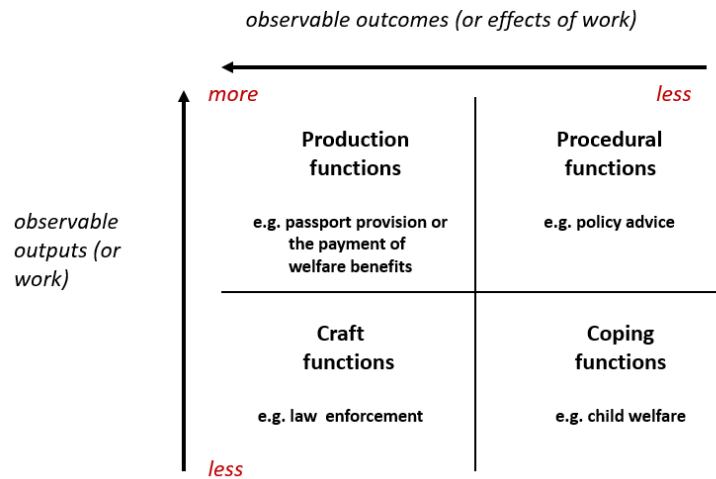 observable outcomes (or effects of work)
more
less
Production
functions
e.g. passport provision or
the payment of
welfare benefits
Procedural
functions
e.g. policy advice
observable
outputs (or
work)
Craft
functions
e.g. law enforcement
Coping
functions
e.g. child welfare
less